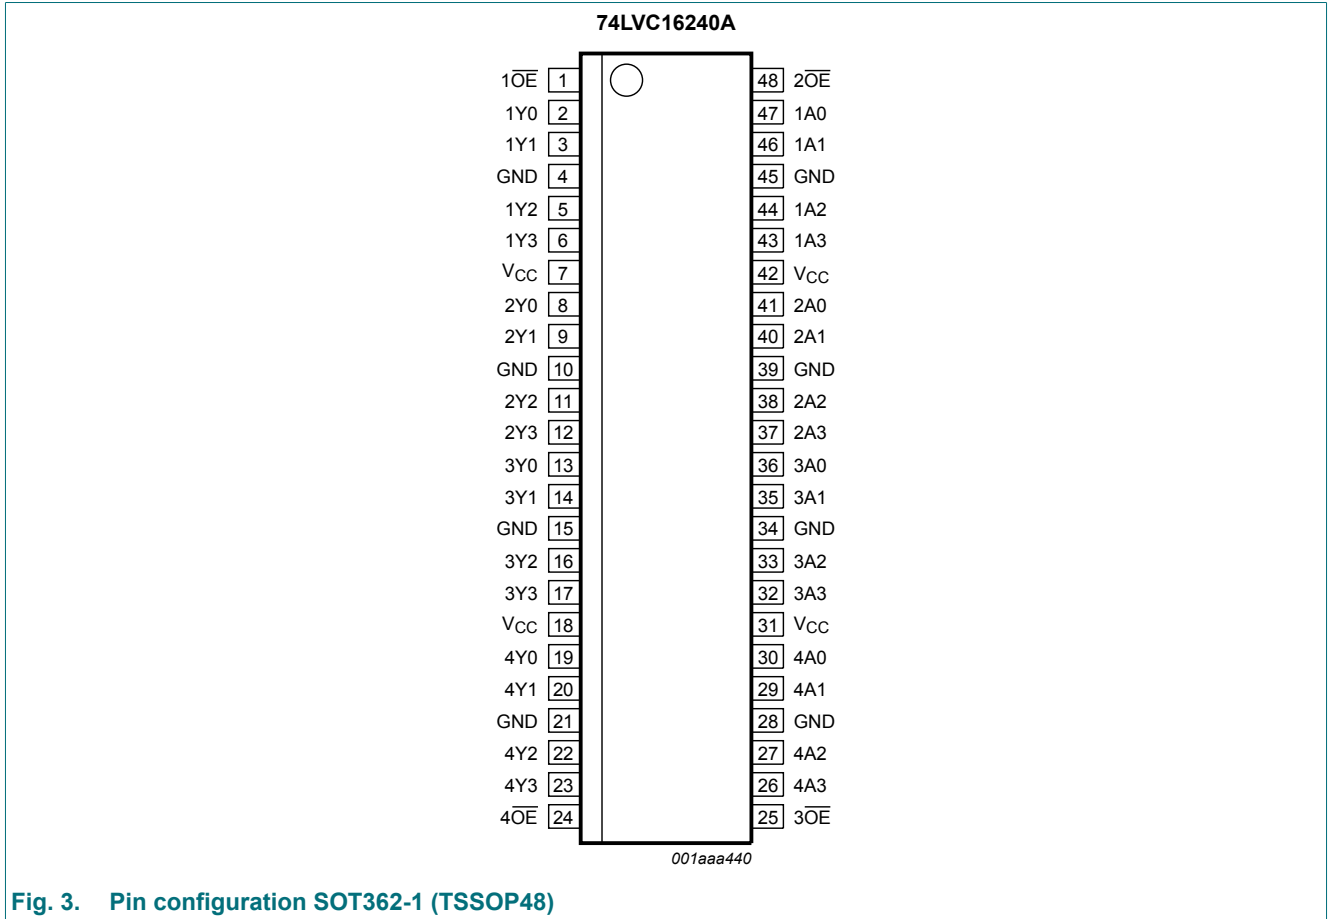 74LVC16240A
1O̅E̅ 1 48 2O̅E̅
1Y0 2 47 1A0
1Y1 3 46 1A1
GND 4 45 GND
1Y2 5 44 1A2
1Y3 6 43 1A3
VCC 7 42 VCC
2Y0 8 41 2A0
2Y1 9 40 2A1
GND 10 39 GND
2Y2 11 38 2A2
2Y3 12 37 2A3
3Y0 13 36 3A0
3Y1 14 35 3A1
GND 15 34 GND
3Y2 16 33 3A2
3Y3 17 32 3A3
VCC 18 31 VCC
4Y0 19 30 4A0
4Y1 20 29 4A1
GND 21 28 GND
4Y2 22 27 4A2
4Y3 23 26 4A3
4O̅E̅ 24 25 3O̅E̅
001aaa440
Fig. 3. Pin configuration SOT362-1 (TSSOP48)